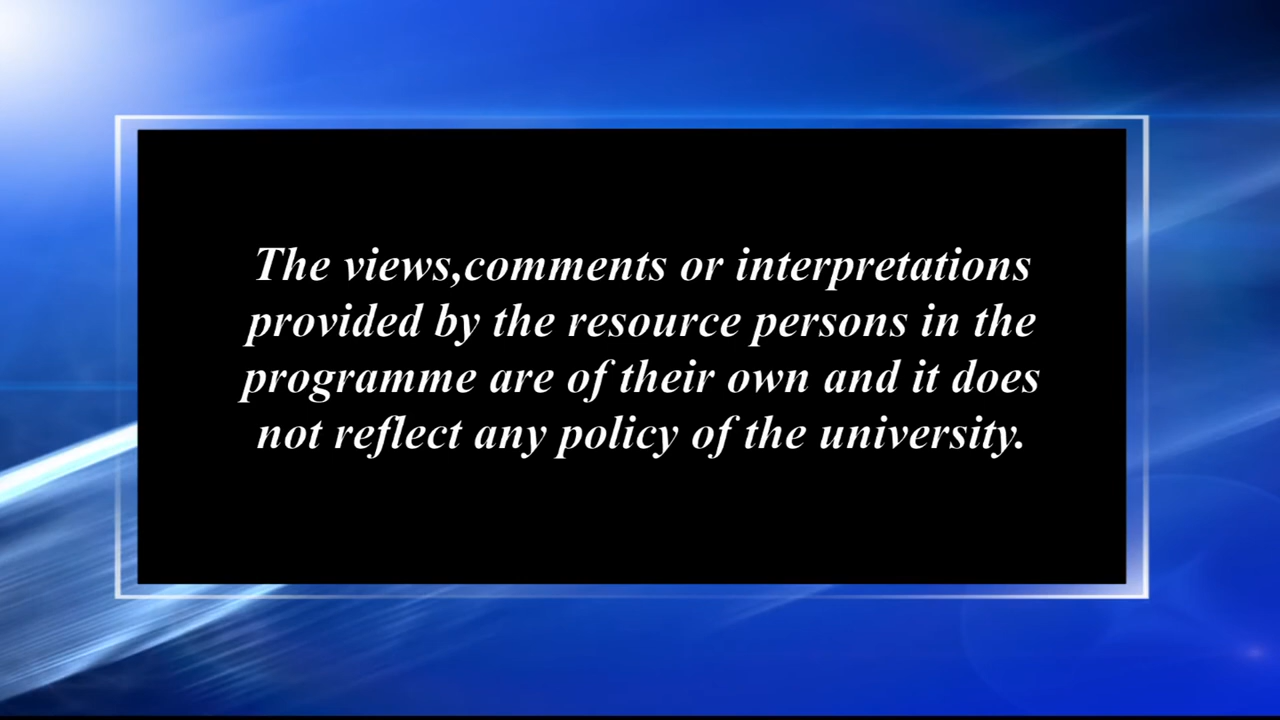 The views,comments or interpretations
provided by the resource persons in the
programme are of their own and it does
not reflect any policy of the university.